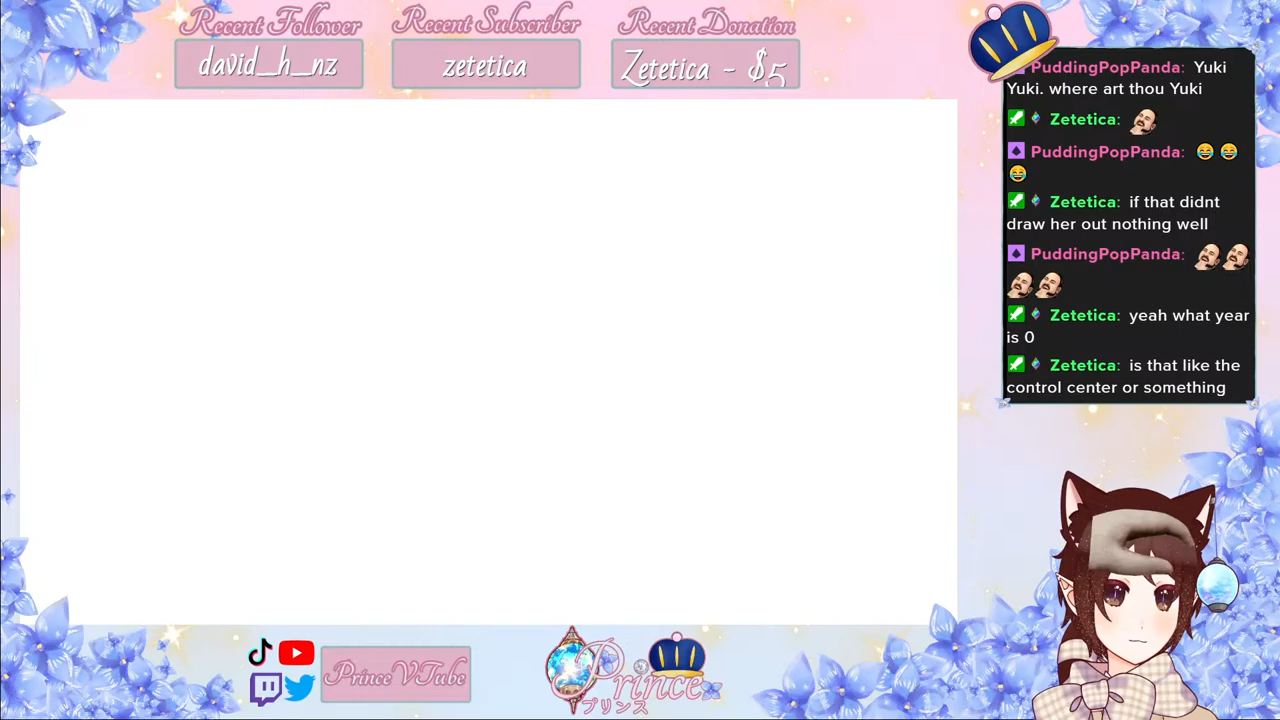 Recent Follower
Recent Subscriber
Recent Donation
david_h_nz
zetetica
Zetetica - $5
PuddingPopPanda: Yuki
Yuki. where art thou Yuki
Zetetica:
PuddingPopPanda: 😂 😂
😂
Zetetica: if that didnt
draw her out nothing well
PuddingPopPanda:
Zetetica: yeah what year
is 0
Zetetica: is that like the
control center or something
Prince VTube
Prince
プリンス